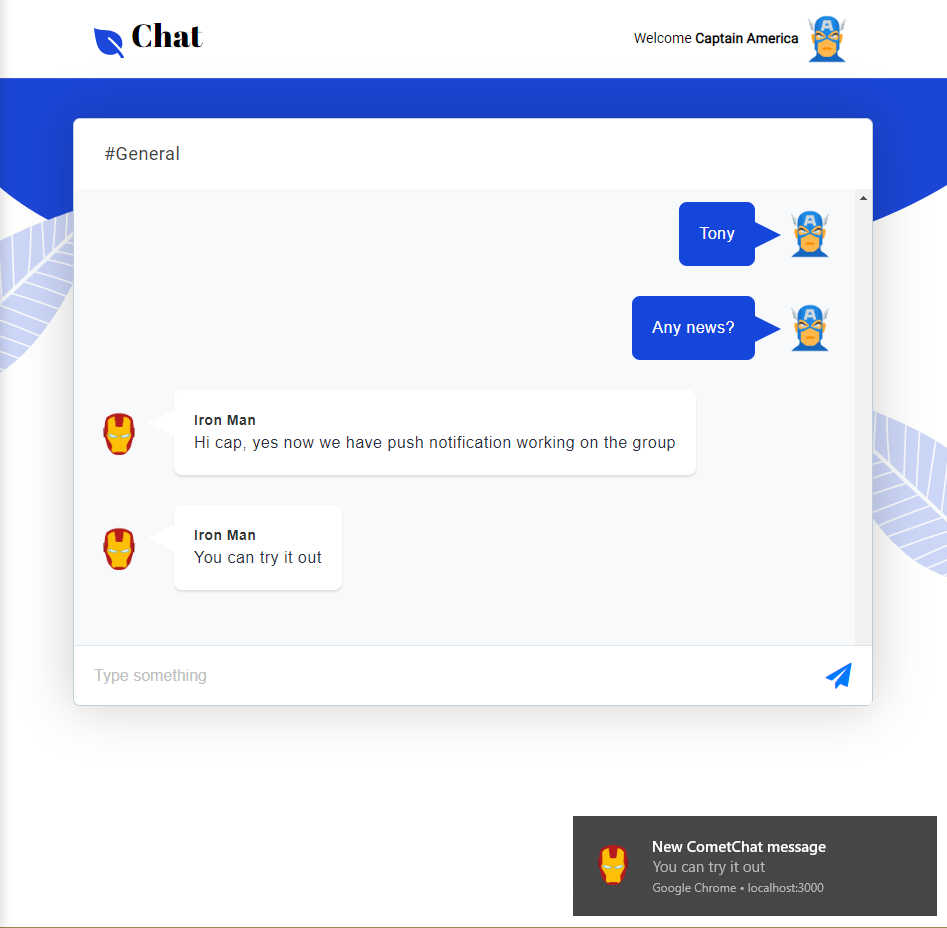 Chat
Welcome Captain America
#General
Tony
Any news?
Iron Man
Hi cap, yes now we have push notification working on the group
Iron Man
You can try it out
Type something
New CometChat message
You can try it out
Google Chrome • localhost:3000